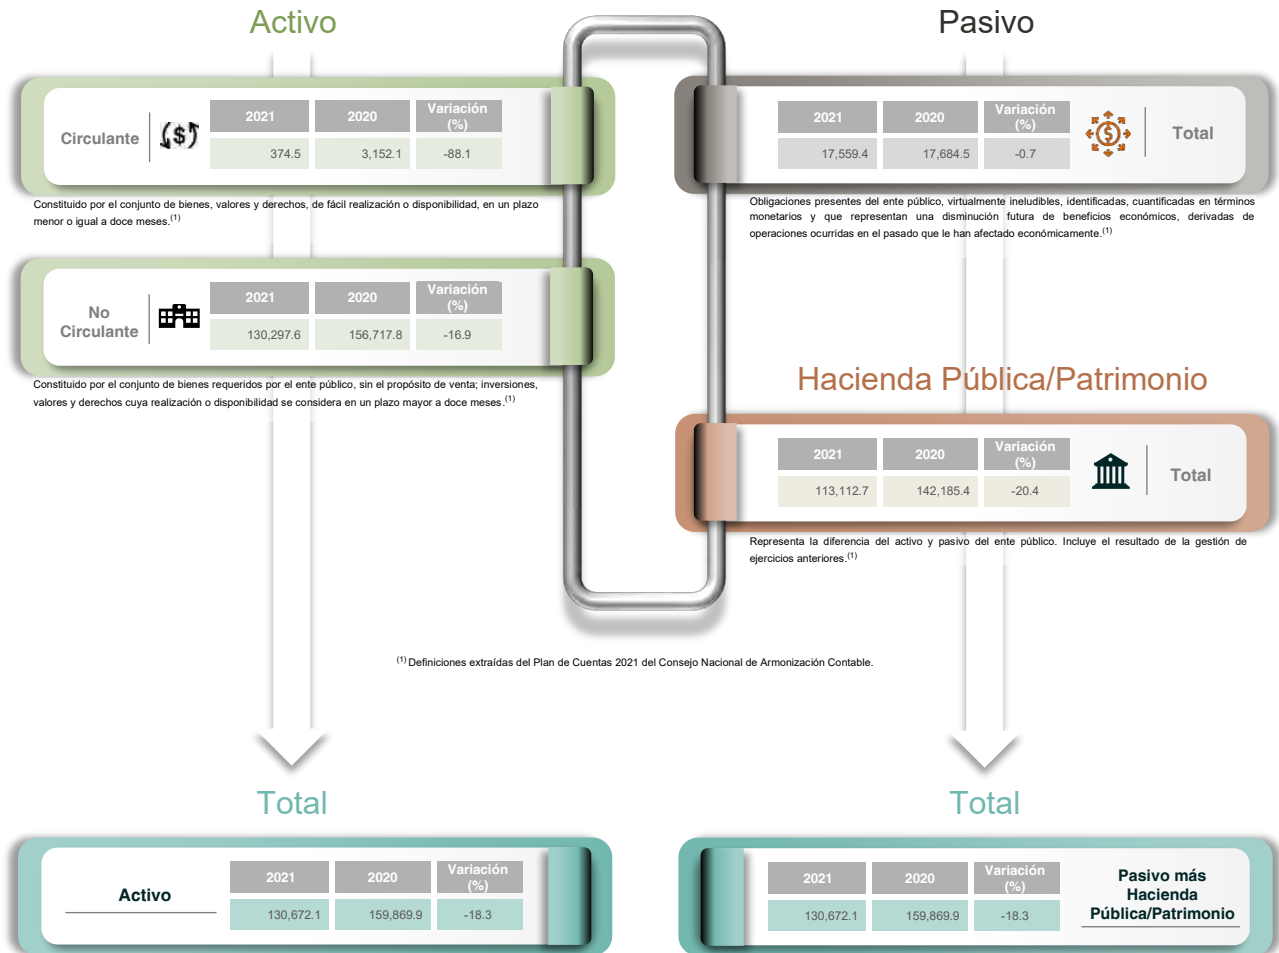 Activo
Circulante
2021 2020 Variación (%)
374.5 3,152.1 -88.1
Constituido por el conjunto de bienes, valores y derechos, de fácil realización o disponibilidad, en un plazo
menor o igual a doce meses.(1)
No
Circulante
2021 2020 Variación (%)
130,297.6 156,717.8 -16.9
Constituido por el conjunto de bienes requeridos por el ente público, sin el propósito de venta; inversiones,
valores y derechos cuya realización o disponibilidad se considera en un plazo mayor a doce meses.(1)
Pasivo
2021 2020 Variación (%)
17,559.4 17,684.5 -0.7
Total
Obligaciones presentes del ente público, virtualmente ineludibles, identificadas, cuantificadas en términos
monetarios y que representan una disminución futura de beneficios económicos, derivadas de
operaciones ocurridas en el pasado que le han afectado económicamente.(1)
Hacienda Pública/Patrimonio
2021 2020 Variación (%)
113,112.7 142,185.4 -20.4
Total
Representa la diferencia del activo y pasivo del ente público. Incluye el resultado de la gestión de
ejercicios anteriores.(1)
(1) Definiciones extraídas del Plan de Cuentas 2021 del Consejo Nacional de Armonización Contable.
Total
Activo
2021 2020 Variación (%)
130,672.1 159,869.9 -18.3
Total
2021 2020 Variación (%)
130,672.1 159,869.9 -18.3
Pasivo más
Hacienda
Pública/Patrimonio